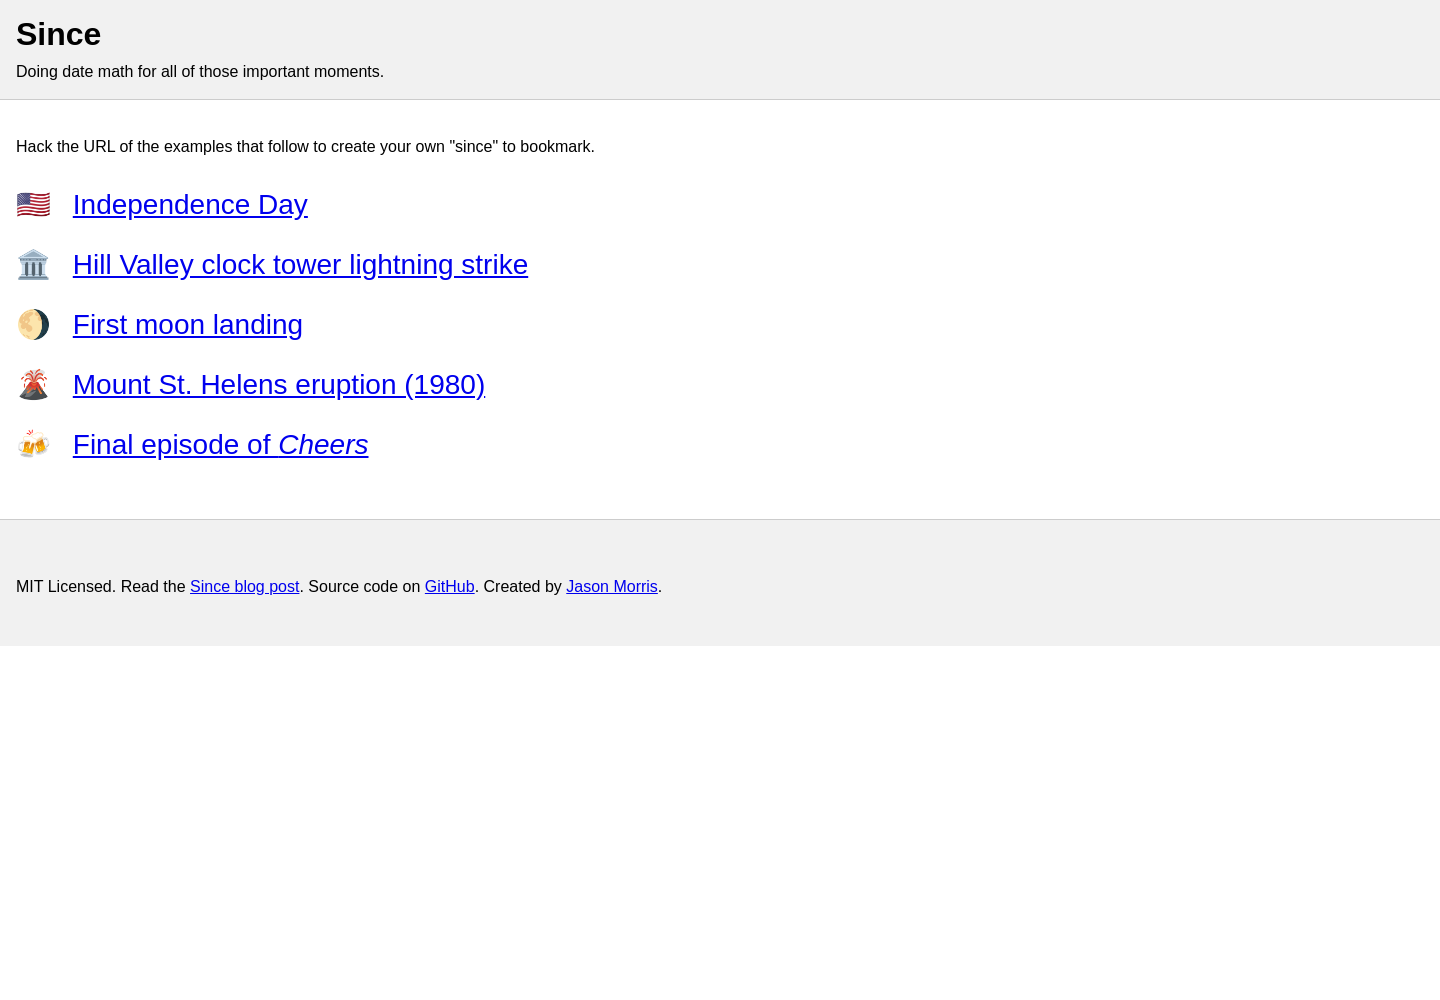 Since
Doing date math for all of those important moments.
Hack the URL of the examples that follow to create your own "since" to bookmark.
Independence Day
Hill Valley clock tower lightning strike
First moon landing
Mount St. Helens eruption (1980)
Final episode of Cheers
MIT Licensed. Read the Since blog post. Source code on GitHub. Created by Jason Morris.